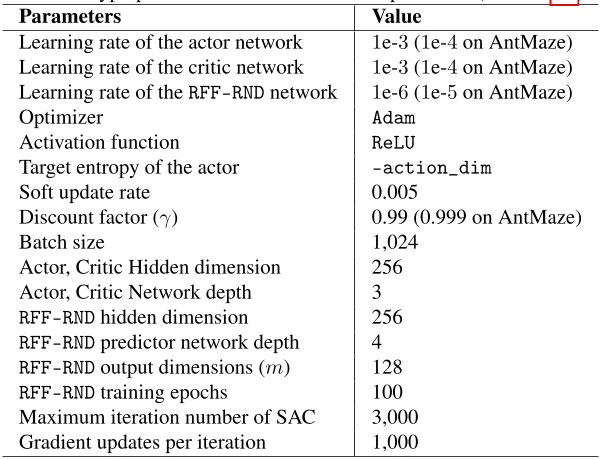 Parameters Value
Learning rate of the actor network 1e-3 (1e-4 on AntMaze)
Learning rate of the critic network 1e-3 (1e-4 on AntMaze)
Learning rate of the RFF-RND network 1e-6 (1e-5 on AntMaze)
Optimizer Adam
Activation function ReLU
Target entropy of the actor -action_dim
Soft update rate 0.005
Discount factor (γ) 0.99 (0.999 on AntMaze)
Batch size 1,024
Actor, Critic Hidden dimension 256
Actor, Critic Network depth 3
RFF-RND hidden dimension 256
RFF-RND predictor network depth 4
RFF-RND output dimensions (m) 128
RFF-RND training epochs 100
Maximum iteration number of SAC 3,000
Gradient updates per iteration 1,000